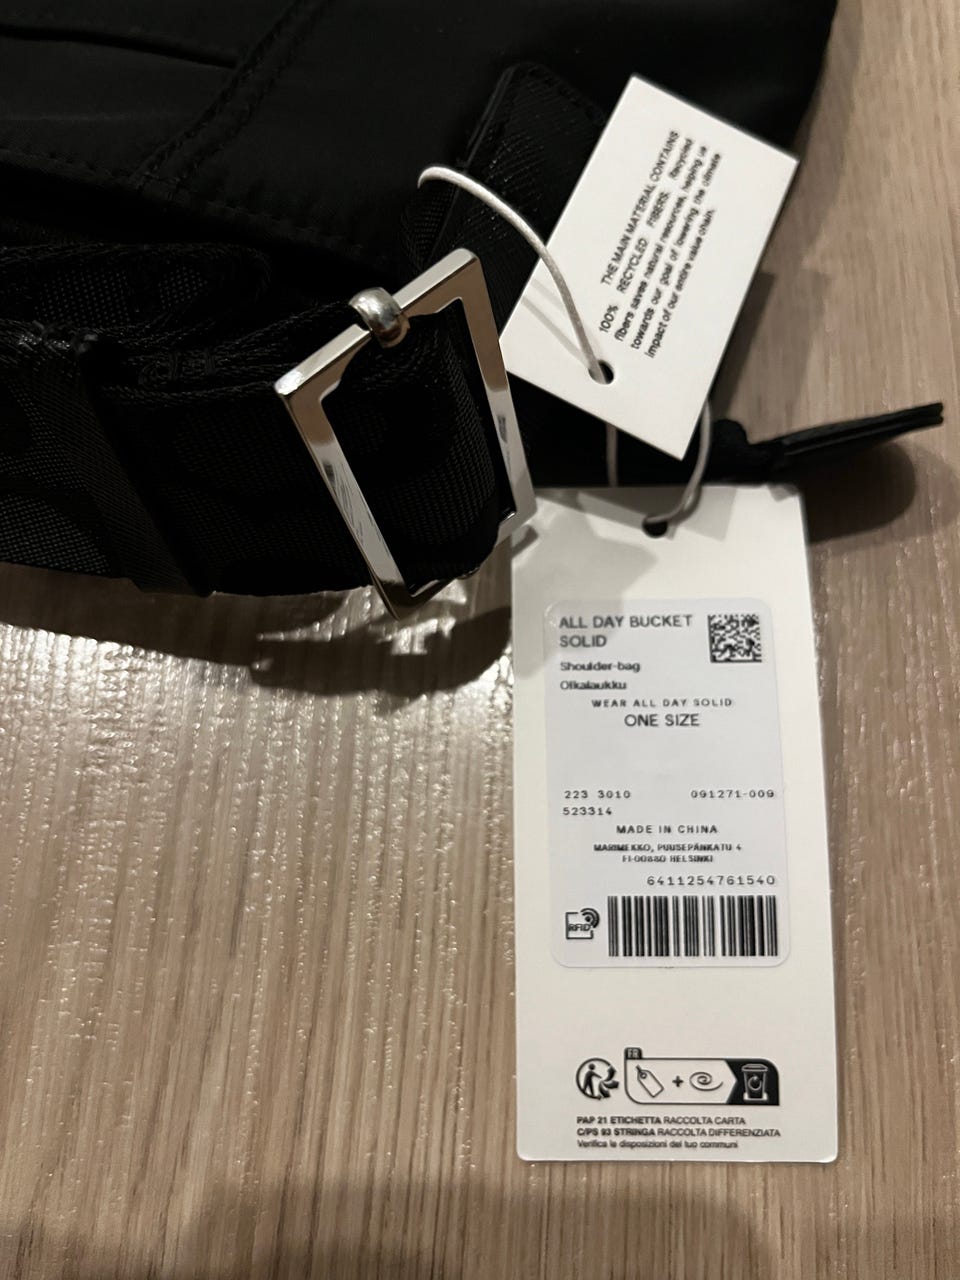 THE MAIN MATERIAL CONTAINS
100% RECYCLED FIBERS. Recycled
fibers saves natural resources, helping us
towards our goal of lowering the climate
impact of our entire value chain.
ALL DAY BUCKET
SOLID
Shoulder-bag
Olkalaukku
WEAR ALL DAY SOLID
ONE SIZE
223 3010 091271-009
523314
MADE IN CHINA
MARIMEKKO, PUUSEPÄNKATU 4
FI-00880 HELSINKI
6411254761540
RFID
FR
PAP 21 ETICHETTA RACCOLTA CARTA
C/PS 93 STRINGA RACCOLTA DIFFERENZIATA
Verifica le disposizioni del tuo comuni